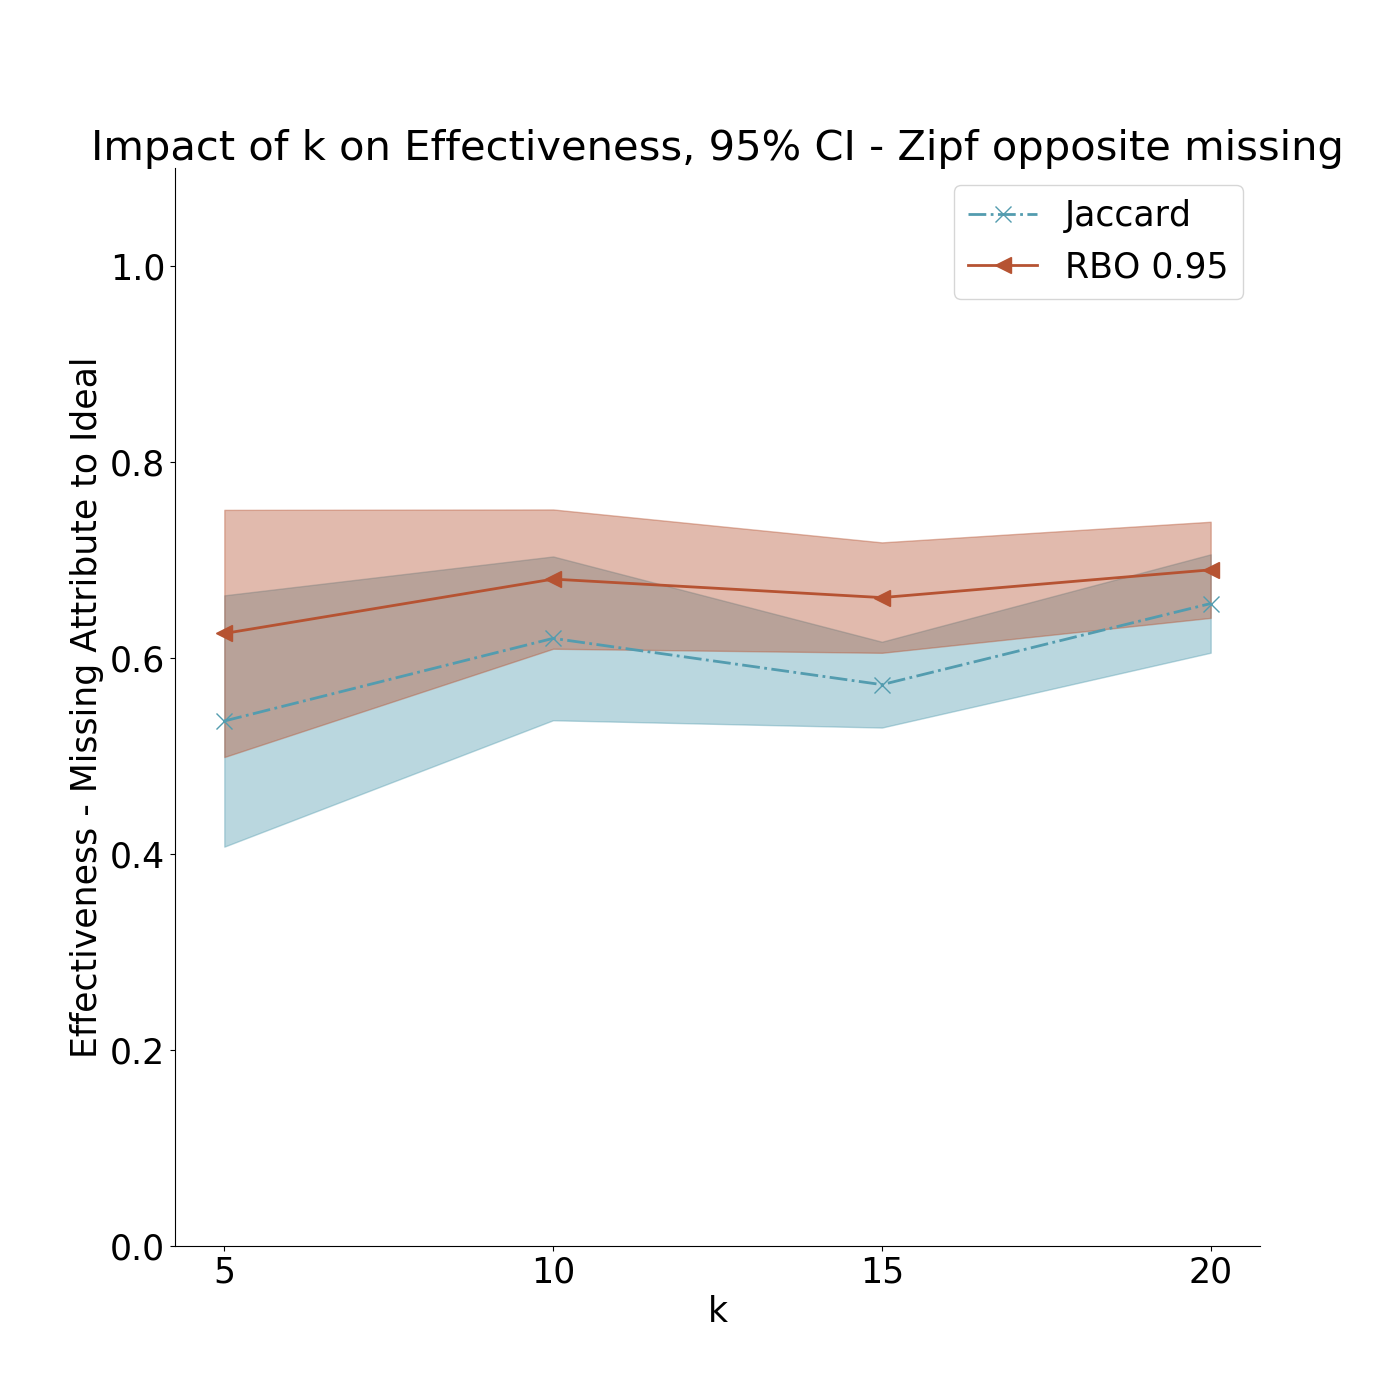 Impact of k on Effectiveness, 95% CI - Zipf opposite missing
Jaccard
RBO 0.95
Effectiveness - Missing Attribute to Ideal
1.0
0.8
0.6
0.4
0.2
0.0
5 10 15 20
k